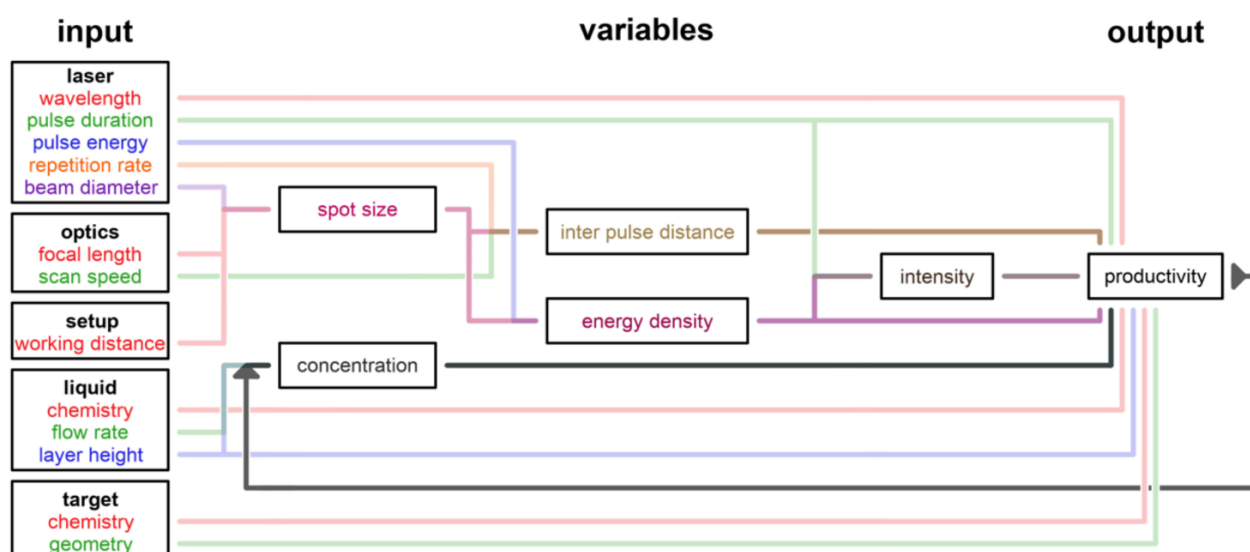 input
variables
output
laser
wavelength
pulse duration
pulse energy
repetition rate
beam diameter
optics
focal length
scan speed
setup
working distance
liquid
chemistry
flow rate
layer height
target
chemistry
geometry
spot size
concentration
inter pulse distance
energy density
intensity
productivity